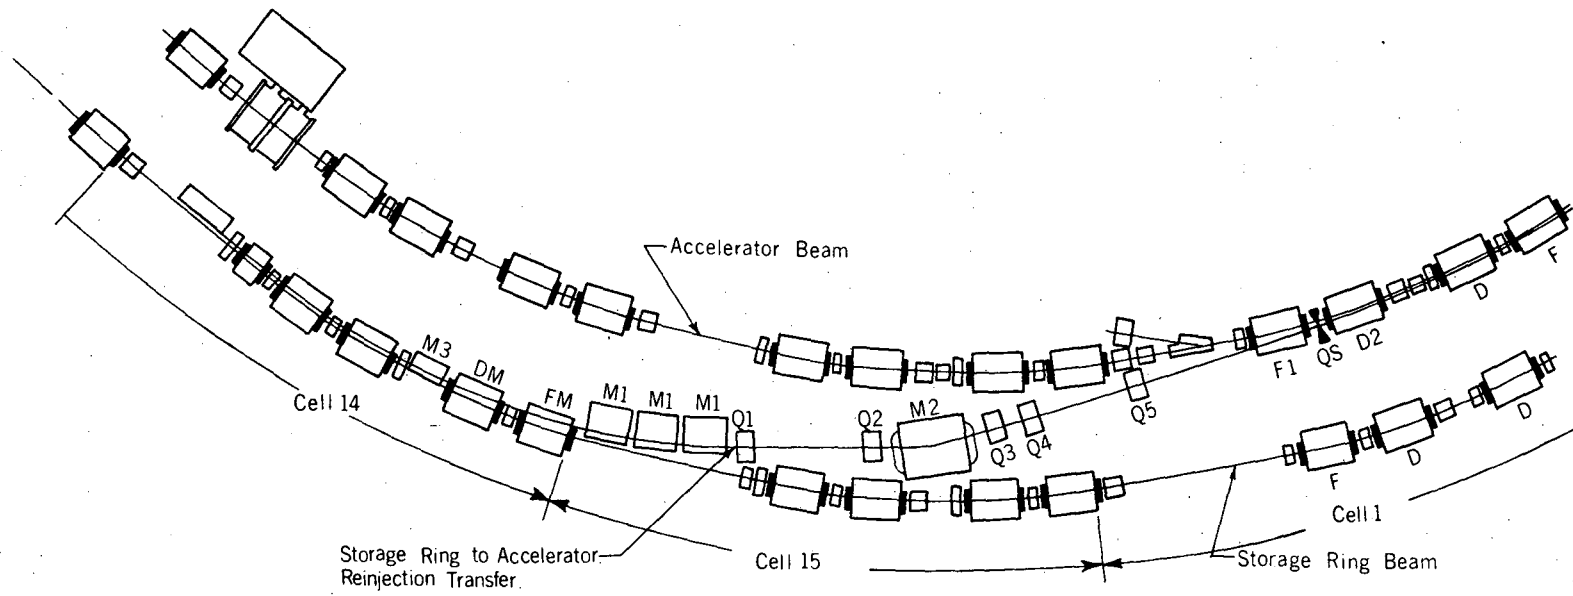 Accelerator Beam
F
D
D2
QS
F1
M3
DM
FM
M1
M1
M1
Q1
Q2
M2
Q3
Q4
Q5
Cell 14
F
D
D
Cell 1
Cell 15
Storage Ring to Accelerator
Reinjection Transfer
Storage Ring Beam